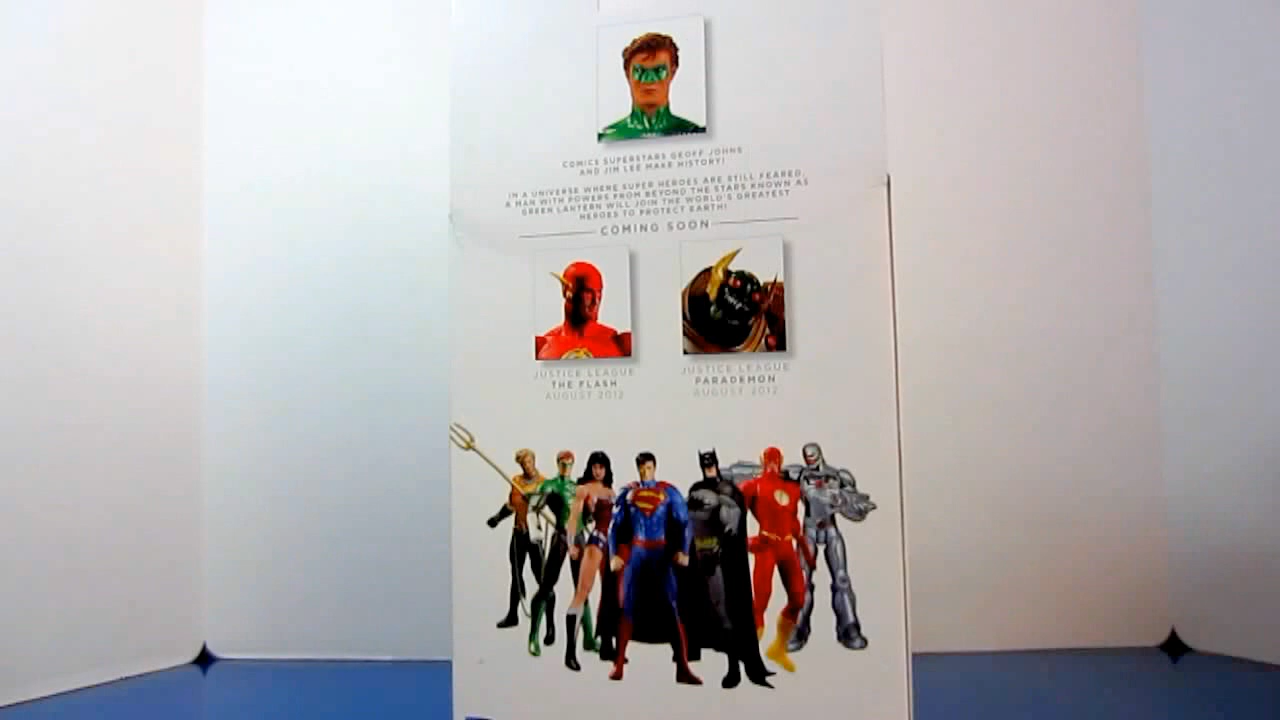 COMICS SUPERSTARS GEOFF JOHNS
AND JIM LEE MAKE HISTORY!
IN A UNIVERSE WHERE SUPER HEROES ARE STILL FEARED,
A MAN WITH POWERS FROM BEYOND THE STARS KNOWN AS
GREEN LANTERN WILL JOIN THE WORLD'S GREATEST
HEROES TO PROTECT EARTH!
COMING SOON
JUSTICE LEAGUE
THE FLASH
AUGUST 2012
JUSTICE LEAGUE
PARADEMON
AUGUST 2012